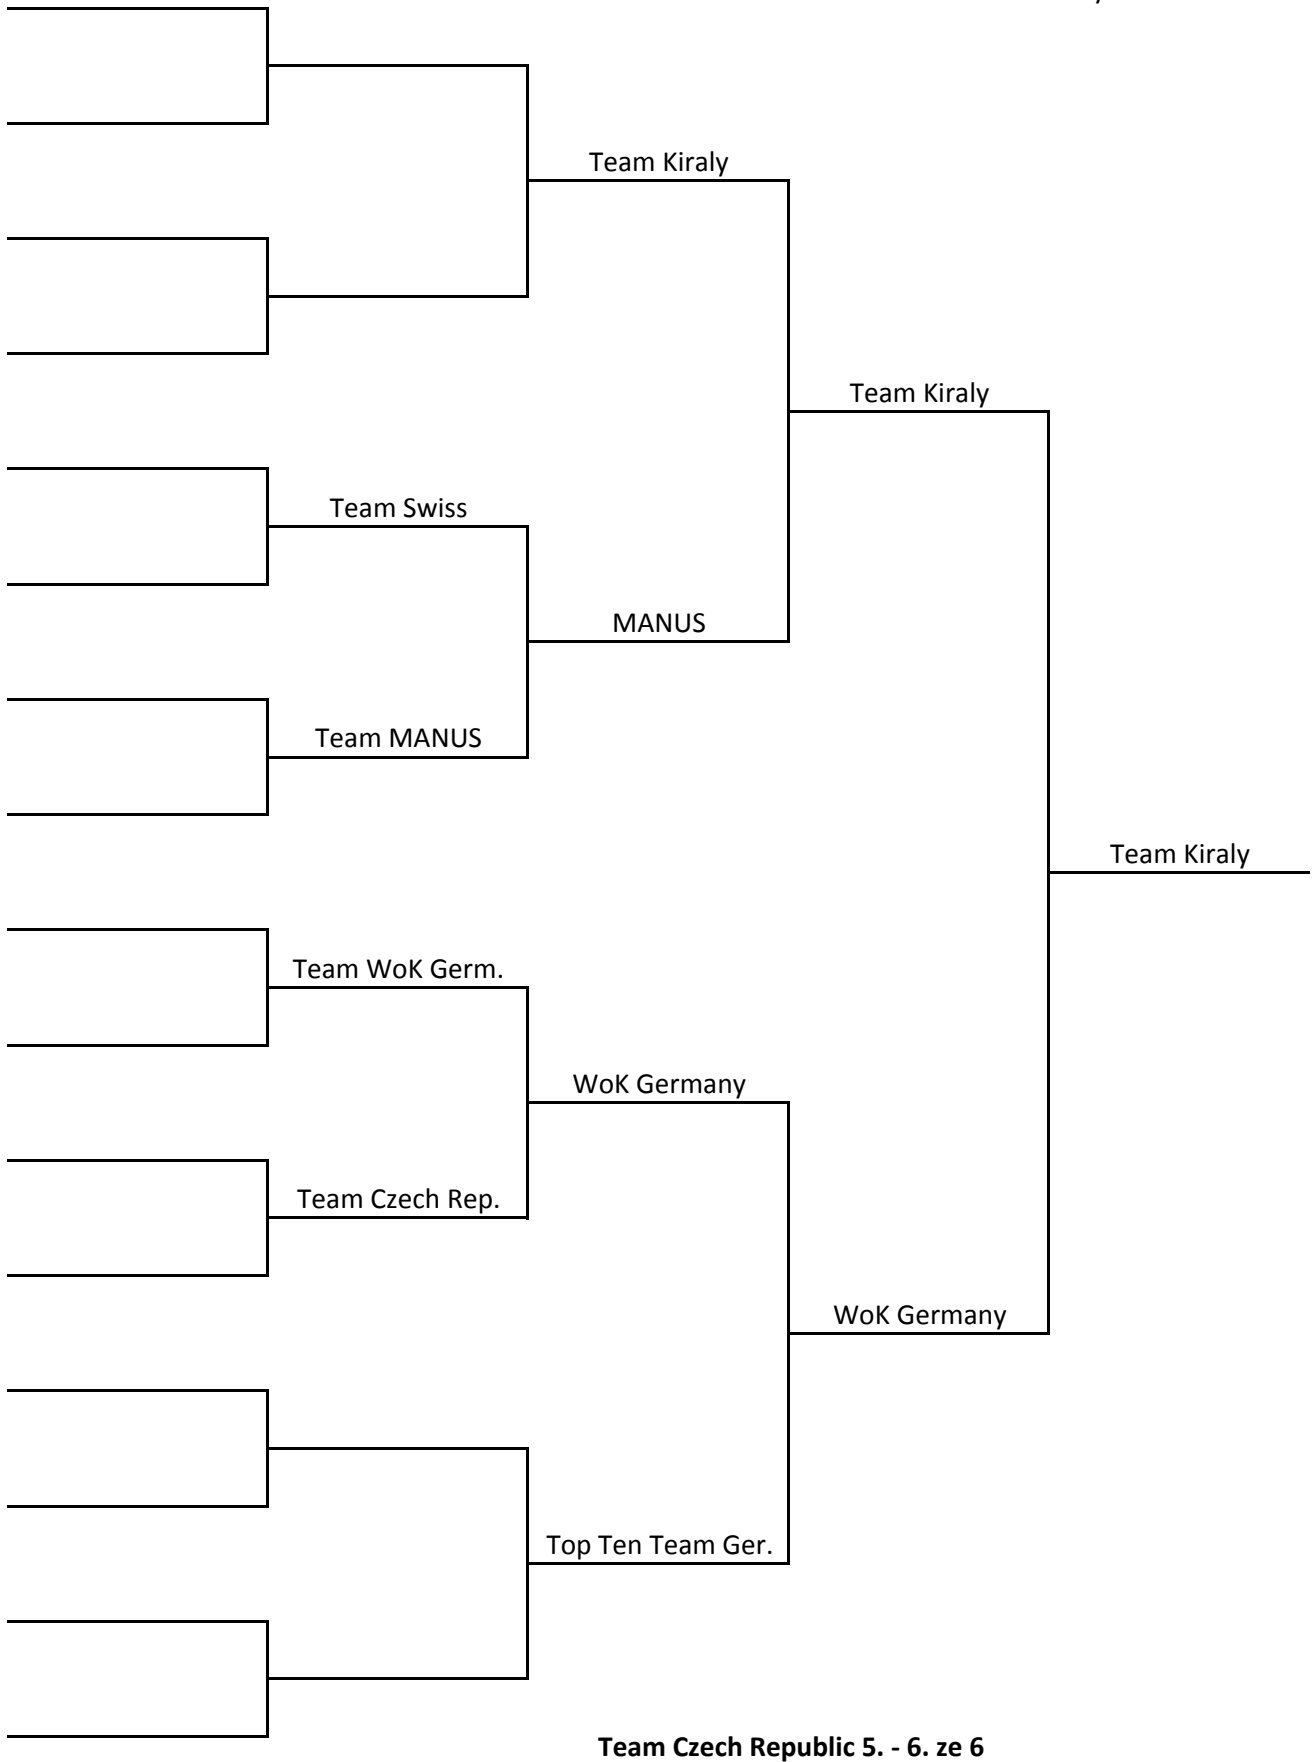 Team Kiraly
Team Kiraly
Team Swiss
MANUS
Team MANUS
Team Kiraly
Team WoK Germ.
WoK Germany
Team Czech Rep.
WoK Germany
Top Ten Team Ger.
Team Czech Republic 5. - 6. ze 6